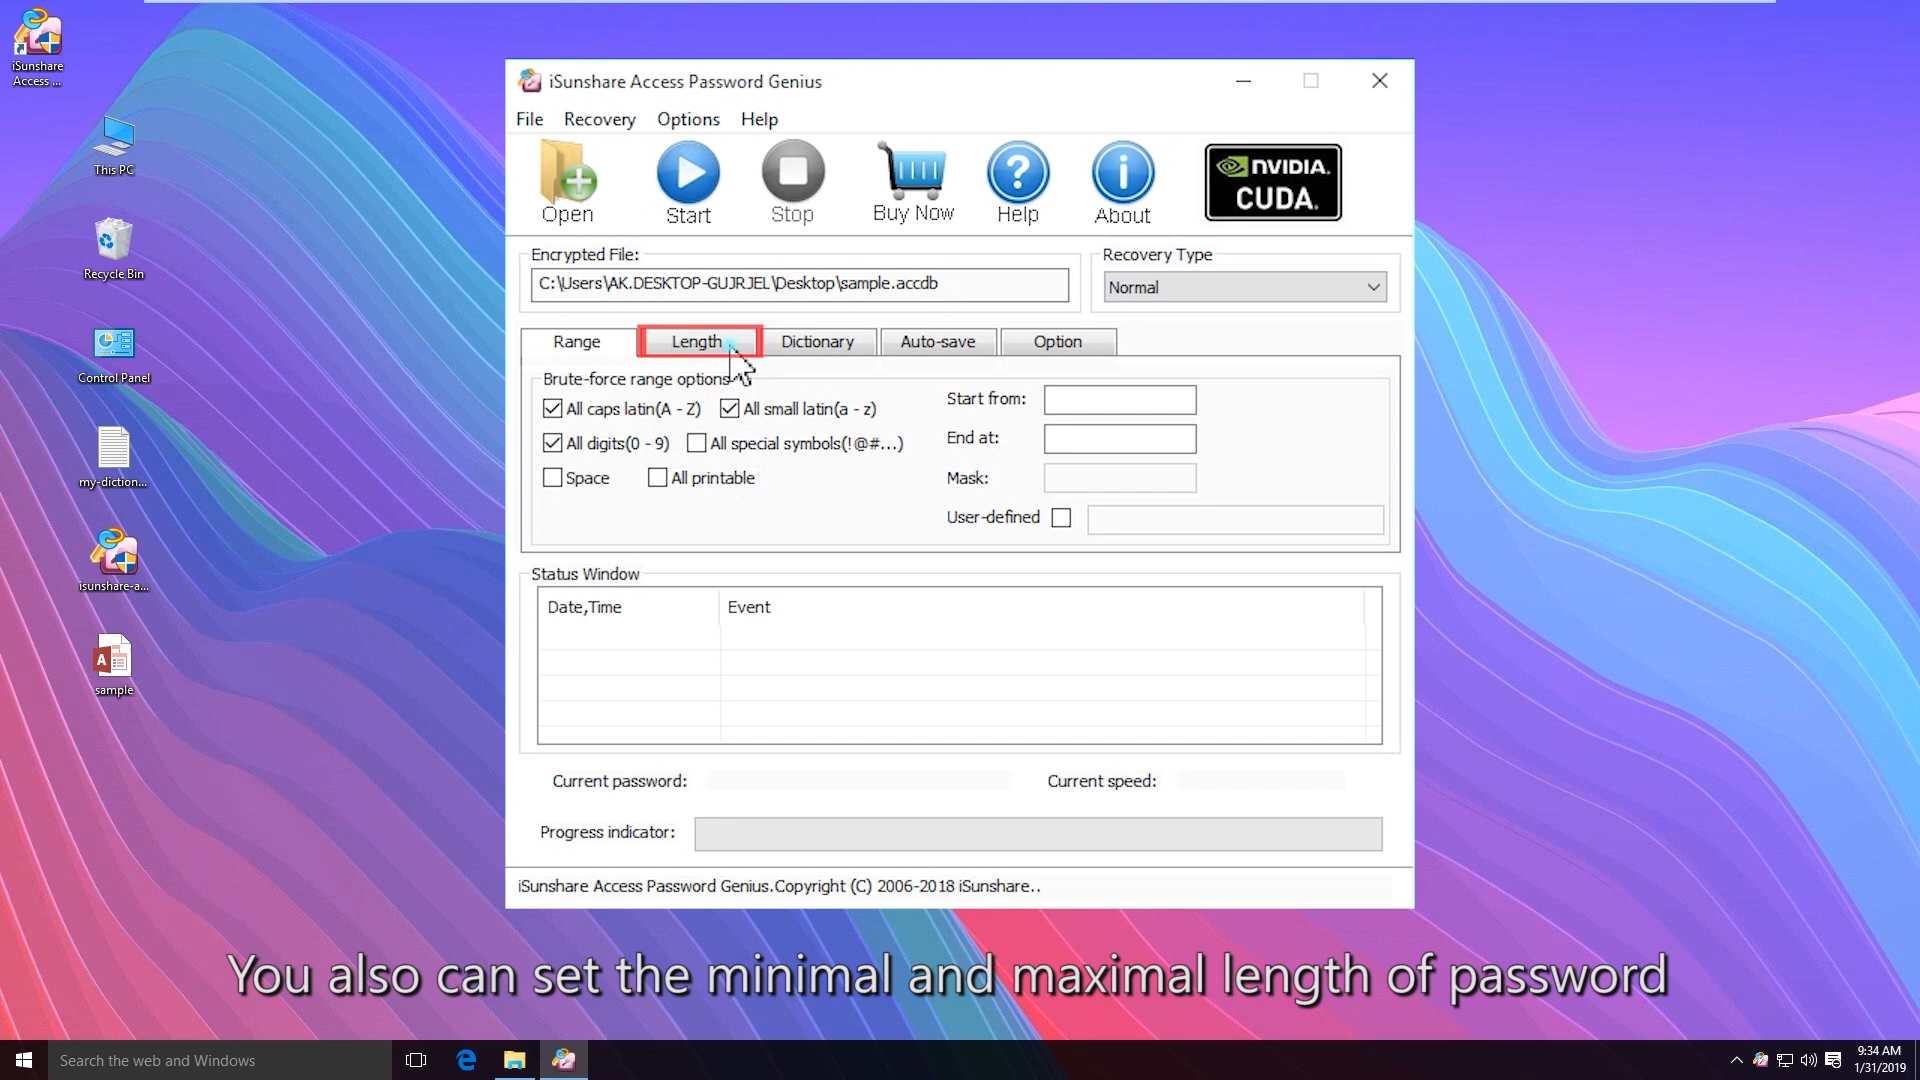 iSunshare
Access ...
This PC
Recycle Bin
Control Panel
my-diction...
isunshare-a...
sample
iSunshare Access Password Genius
File Recovery Options Help
Open Start Stop Buy Now Help About
NVIDIA.
CUDA.
Encrypted File:
C:\Users\AK.DESKTOP-GUJRJEL\Desktop\sample.accdb
Recovery Type
Normal
Range Length Dictionary Auto-save Option
Brute-force range options
All caps latin(A - Z) All small latin(a - z)
All digits(0 - 9) All special symbols(!@#...)
Space All printable
Start from:
End at:
Mask:
User-defined
Status Window
Date,Time Event
Current password: Current speed:
Progress indicator:
iSunshare Access Password Genius.Copyright (C) 2006-2018 iSunshare..
You also can set the minimal and maximal length of password
Search the web and Windows
9:34 AM
1/31/2019